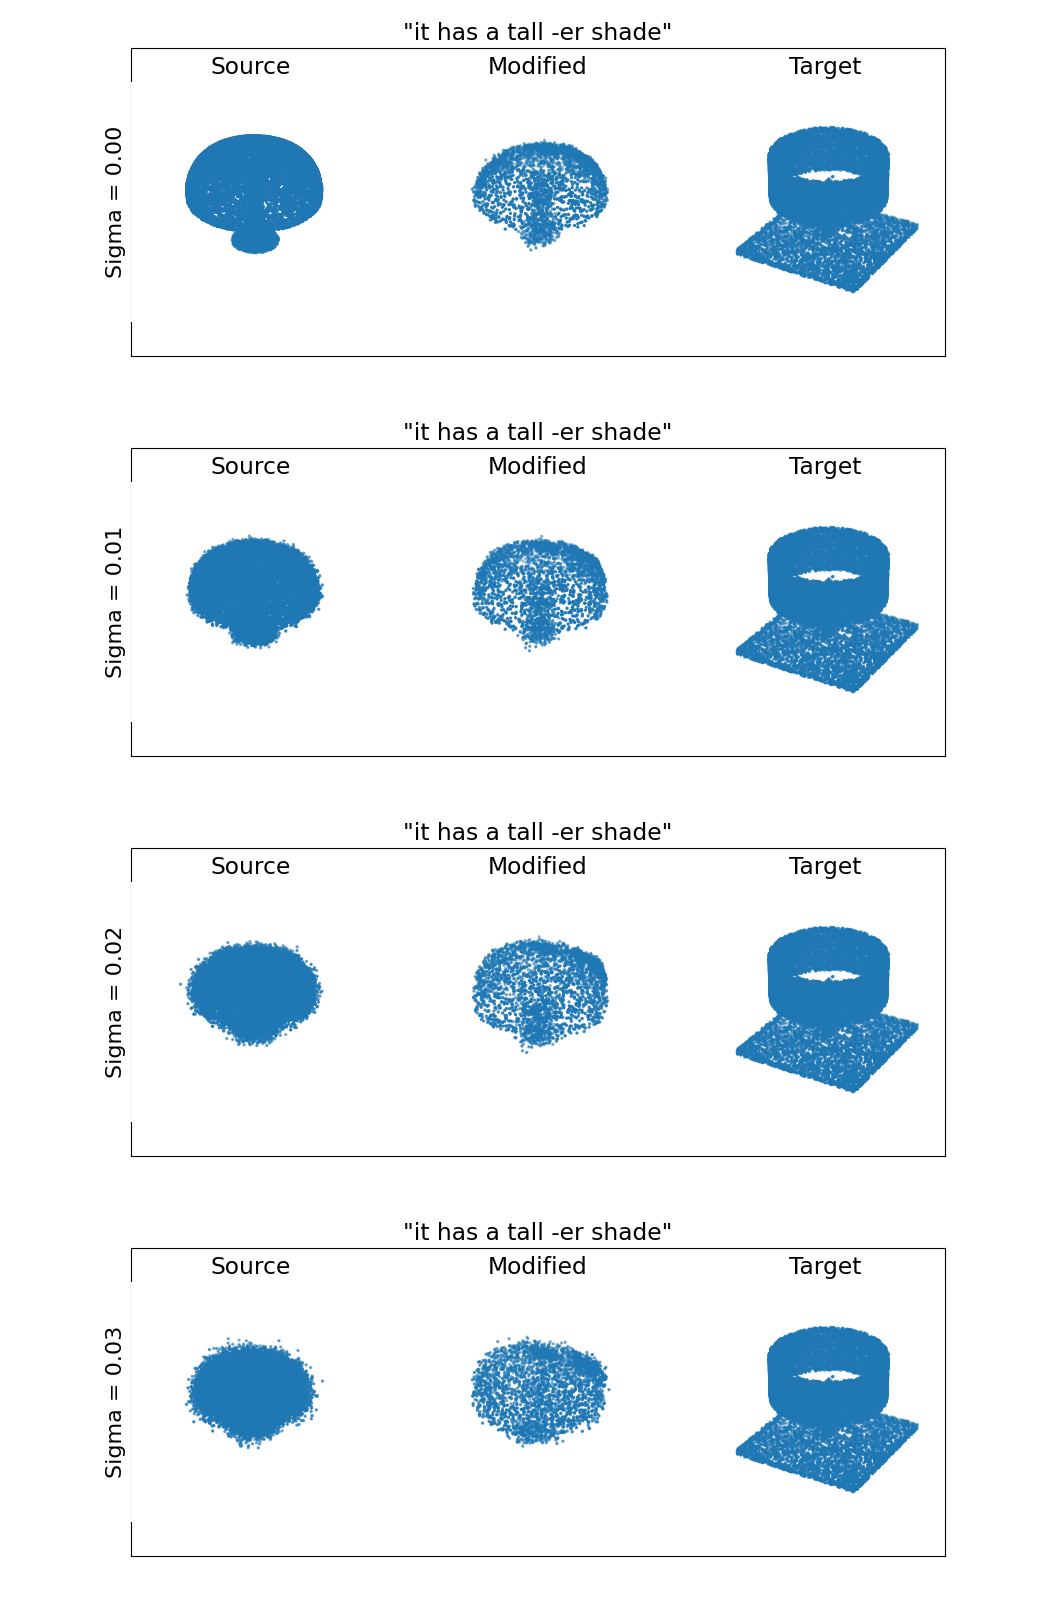 "it has a tall -er shade"
Source Modified Target
Sigma = 0.00
"it has a tall -er shade"
Source Modified Target
Sigma = 0.01
"it has a tall -er shade"
Source Modified Target
Sigma = 0.02
"it has a tall -er shade"
Source Modified Target
Sigma = 0.03